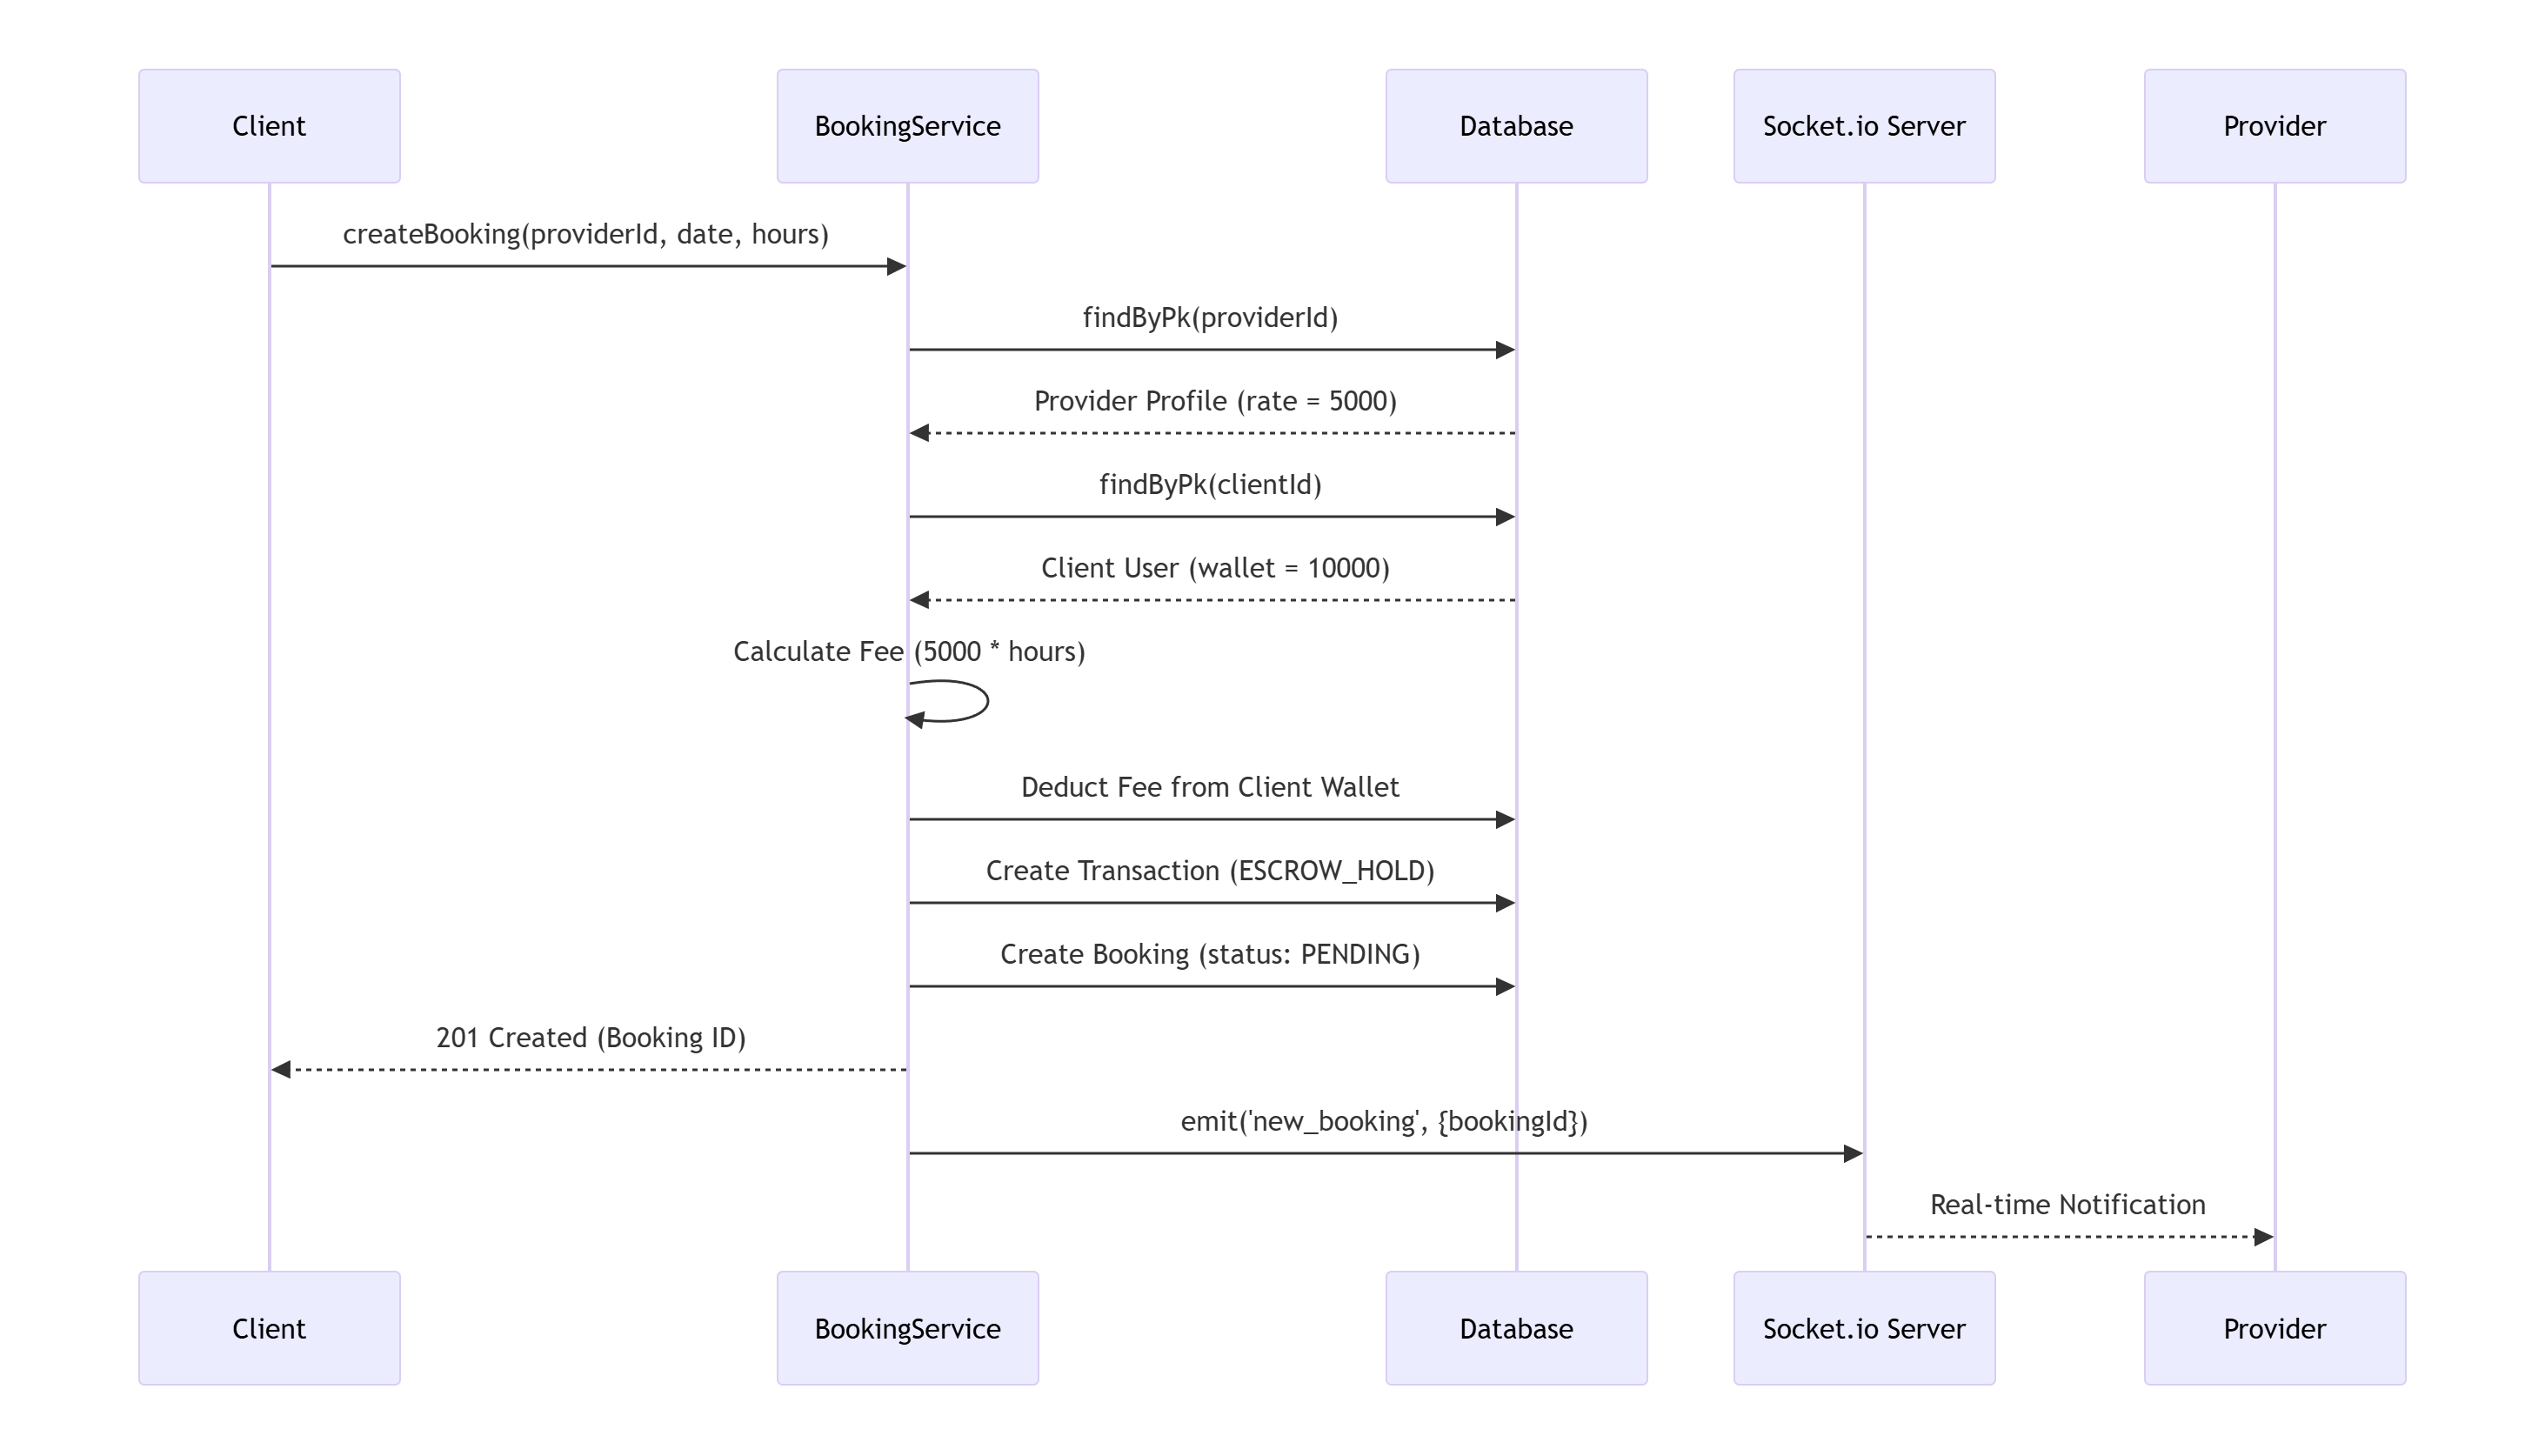 Client
BookingService
Database
Socket.io Server
Provider
createBooking(providerId, date, hours)
findByPk(providerId)
Provider Profile (rate = 5000)
findByPk(clientId)
Client User (wallet = 10000)
Calculate Fee (5000 * hours)
Deduct Fee from Client Wallet
Create Transaction (ESCROW_HOLD)
Create Booking (status: PENDING)
201 Created (Booking ID)
emit('new_booking', {bookingId})
Real-time Notification
Client
BookingService
Database
Socket.io Server
Provider